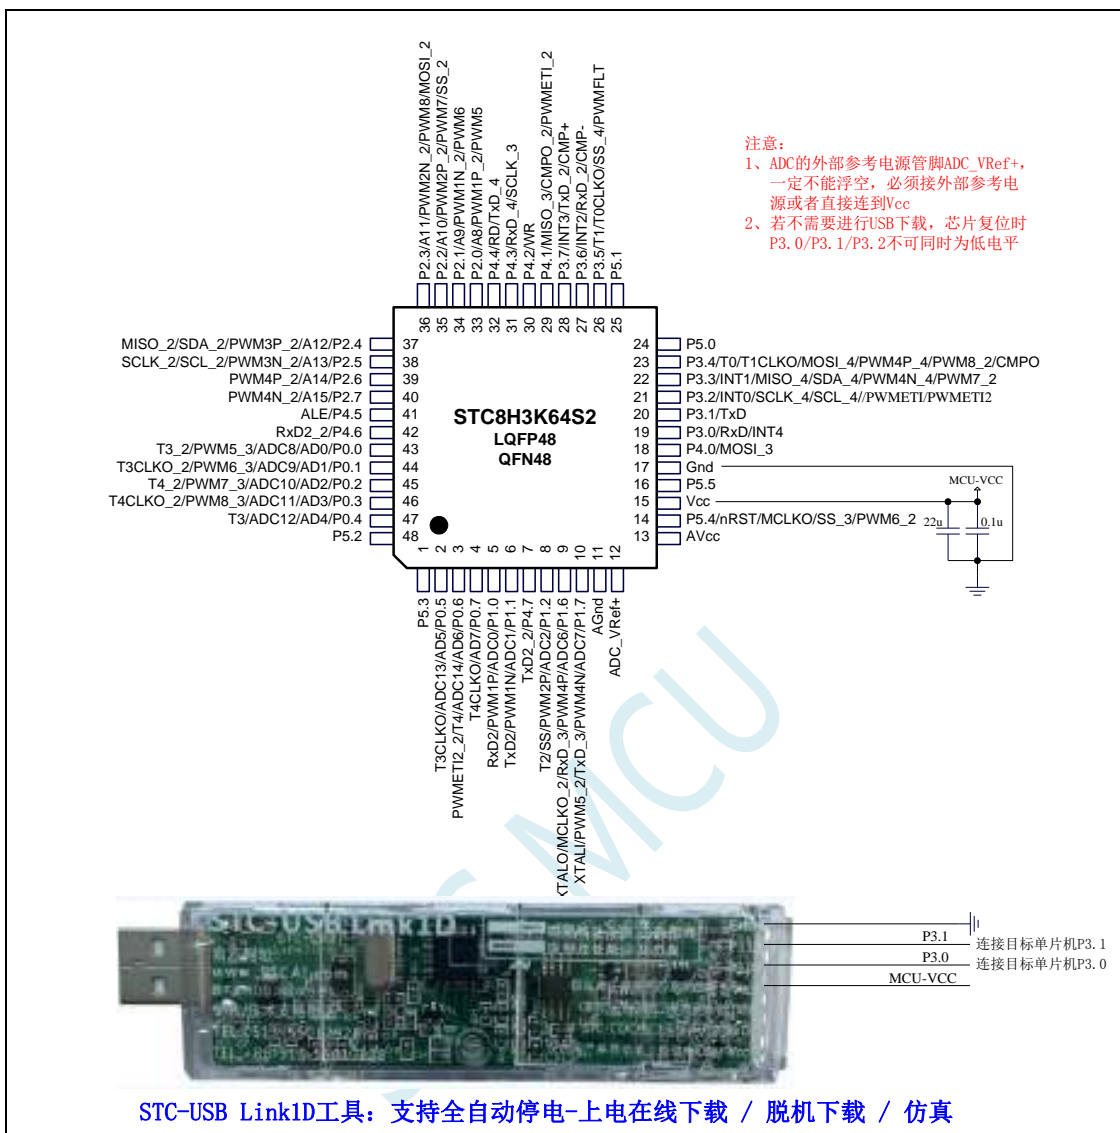 P2.3/A11/PWM2N_2/PWM8/MOSI_2
P2.2/A10/PWM2P_2/PWM7/SS_2
P2.1/A9/PWM1N_2/PWM6
P2.0/A8/PWM1P_2/PWM5
P4.4/RD/TxD_4
P4.3/RxD_4/SCLK_3
P4.2/WR
P4.1/MISO_3/CMPO_2/PWMETI_2
P3.7/INT3/TxD_2/CMP+
P3.6/INT2/RxD_2/CMP-
P3.5/T1/T0CLKO/SS_4/PWMFLT
P5.1
注意：
1、ADC的外部参考电源管脚ADC_VRef+，
一定不能浮空，必须接外部参考电
源或者直接连到Vcc
2、若不需要进行USB下载，芯片复位时
P3.0/P3.1/P3.2不可同时为低电平
36 35 34 33 32 31 30 29 28 27 26 25
MISO_2/SDA_2/PWM3P_2/A12/P2.4 37
SCLK_2/SCL_2/PWM3N_2/A13/P2.5 38
PWM4P_2/A14/P2.6 39
PWM4N_2/A15/P2.7 40
ALE/P4.5 41
RxD2_2/P4.6 42
T3_2/PWM5_3/ADC8/AD0/P0.0 43
T3CLKO_2/PWM6_3/ADC9/AD1/P0.1 44
T4_2/PWM7_3/ADC10/AD2/P0.2 45
T4CLKO_2/PWM8_3/ADC11/AD3/P0.3 46
T3/ADC12/AD4/P0.4 47
P5.2 48
STC8H3K64S2
LQFP48
QFN48
24 P5.0
23 P3.4/T0/T1CLKO/MOSI_4/PWM4P_4/PWM8_2/CMPO
22 P3.3/INT1/MISO_4/SDA_4/PWM4N_4/PWM7_2
21 P3.2/INT0/SCLK_4/SCL_4//PWMETI/PWMETI2
20 P3.1/TxD
19 P3.0/RxD/INT4
18 P4.0/MOSI_3
17 Gnd
16 P5.5
15 Vcc
14 P5.4/nRST/MCLKO/SS_3/PWM6_2
13 AVcc
MCU-VCC
22u
0.1u
1 2 3 4 5 6 7 8 9 10 11 12
P5.3
T3CLKO/ADC13/AD5/P0.5
PWMETI2_2/T4/ADC14/AD6/P0.6
T4CLKO/AD7/P0.7
RxD2/PWM1P/ADC0/P1.0
TxD2/PWM1N/ADC1/P1.1
TxD2_2/P4.7
T2/SS/PWM2P/ADC2/P1.2
XTALO/MCLKO_2/RxD_3/PWM4P/ADC6/P1.6
XTALI/PWM5_2/TxD_3/PWM4N/ADC7/P1.7
AGnd
ADC_VRef+
MCU
STC-USB Link1D
P3.1 连接目标单片机P3.1
P3.0 连接目标单片机P3.0
MCU-VCC
STC-USB Link1D工具：支持全自动停电-上电在线下载 / 脱机下载 / 仿真